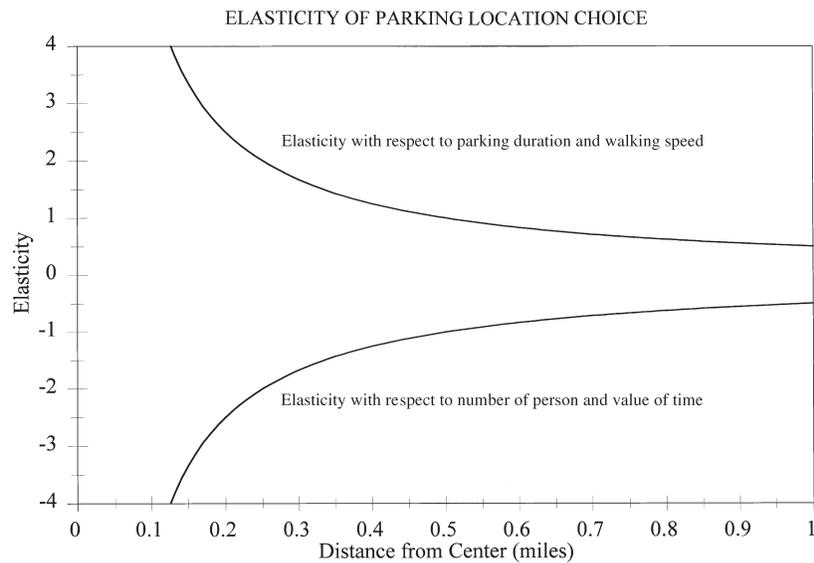 ELASTICITY OF PARKING LOCATION CHOICE
4
3
2
1
0
-1
-2
-3
-4
Elasticity
Elasticity with respect to parking duration and walking speed
Elasticity with respect to number of person and value of time
0 0.1 0.2 0.3 0.4 0.5 0.6 0.7 0.8 0.9 1
Distance from Center (miles)